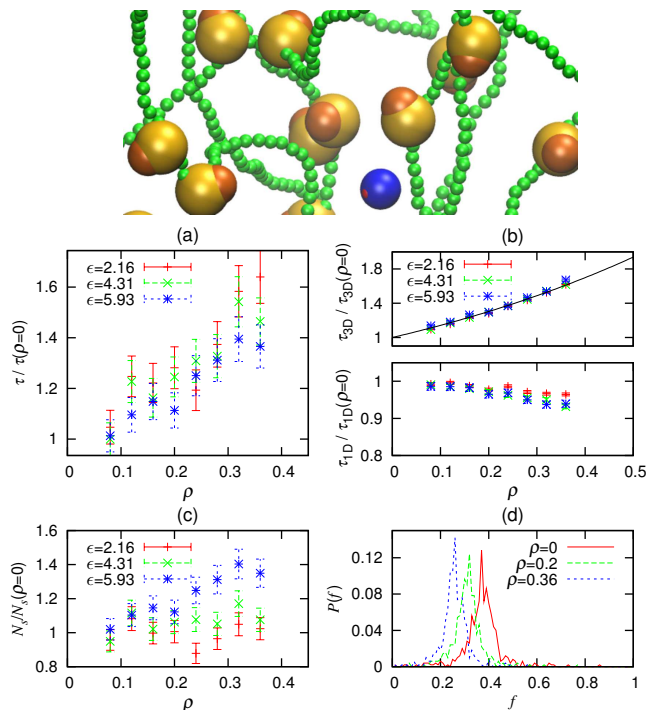 (a)
ϵ=2.16
ϵ=4.31
ϵ=5.93
τ / τ(ρ=0)
1.6
1.4
1.2
1
0 0.1 0.2 0.3 0.4
ρ
(b)
ϵ=2.16
ϵ=4.31
ϵ=5.93
τ3D / τ3D(ρ=0)
1.8
1.4
1
τ1D / τ1D(ρ=0)
1
0.9
0.8
0 0.1 0.2 0.3 0.4 0.5
ρ
(c)
ϵ=2.16
ϵ=4.31
ϵ=5.93
Ns/Ns(ρ=0)
1.6
1.4
1.2
1
0.8
0 0.1 0.2 0.3 0.4
ρ
(d)
ρ=0
ρ=0.2
ρ=0.36
P(f)
0.12
0.08
0.04
0
0 0.2 0.4 0.6 0.8 1
f